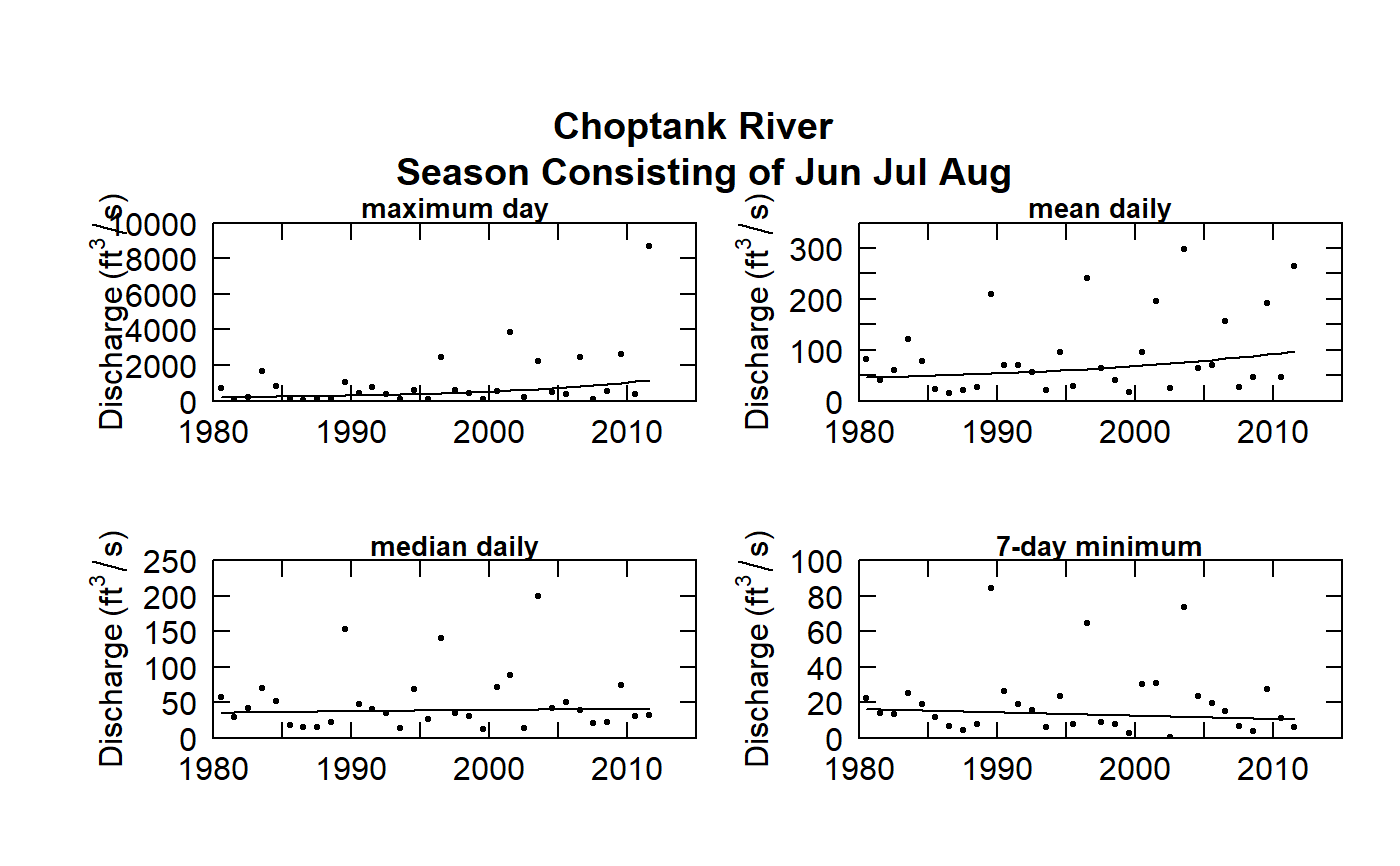 Choptank River
Season Consisting of Jun Jul Aug
maximum day
Discharge (ft³/s)
10000
8000
6000
4000
2000
0
1980 1990 2000 2010
mean daily
Discharge (ft³/s)
300
200
100
0
1980 1990 2000 2010
median daily
Discharge (ft³/s)
250
200
150
100
50
0
1980 1990 2000 2010
7-day minimum
Discharge (ft³/s)
100
80
60
40
20
0
1980 1990 2000 2010